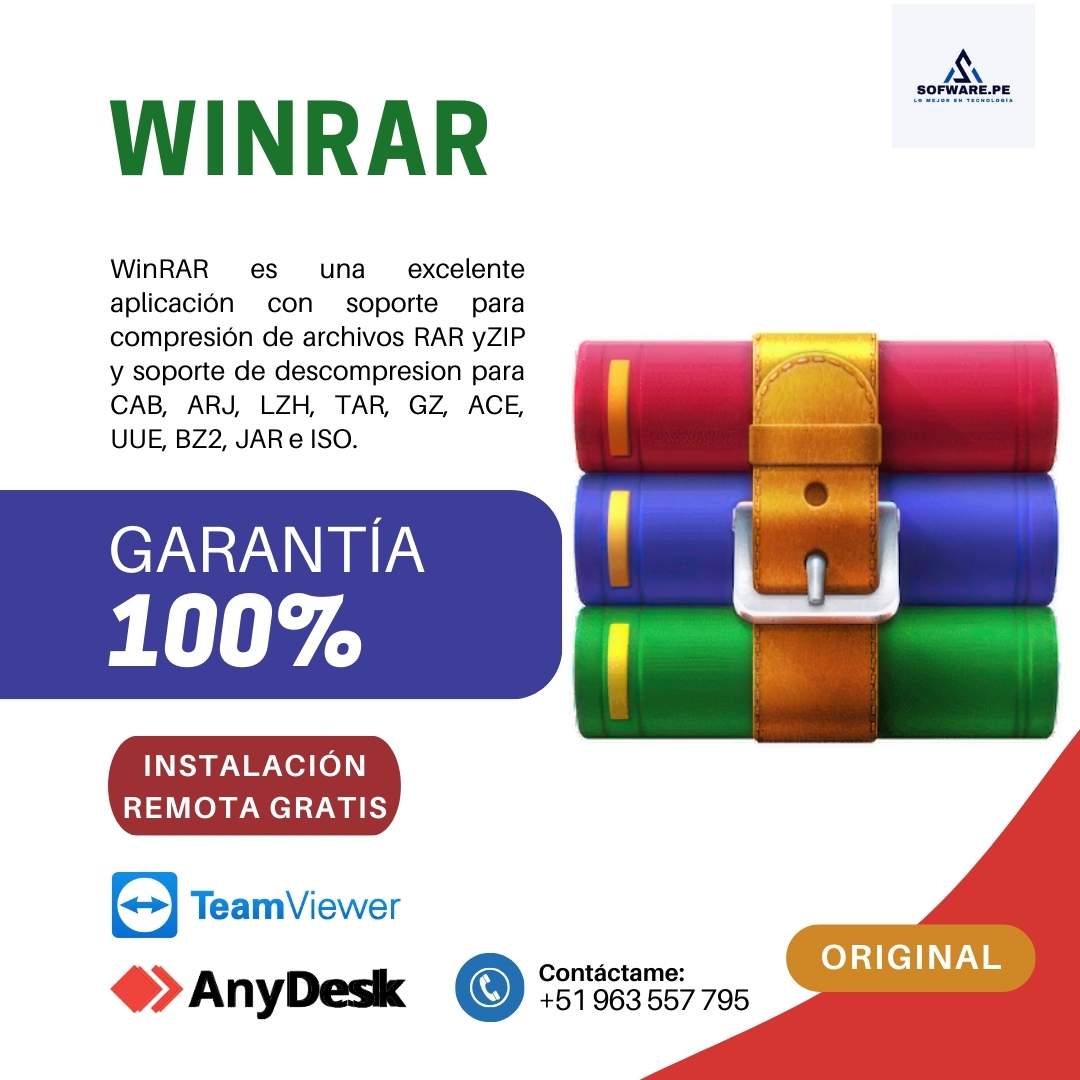 SOFWARE.PE
LO MEJOR EN TECNOLOGÍA
WINRAR
WinRAR es una excelente
aplicación con soporte para
compresión de archivos RAR yZIP
y soporte de descompresion para
CAB, ARJ, LZH, TAR, GZ, ACE,
UUE, BZ2, JAR e ISO.
GARANTÍA
100%
INSTALACIÓN
REMOTA GRATIS
TeamViewer
AnyDesk
Contáctame:
+51 963 557 795
ORIGINAL